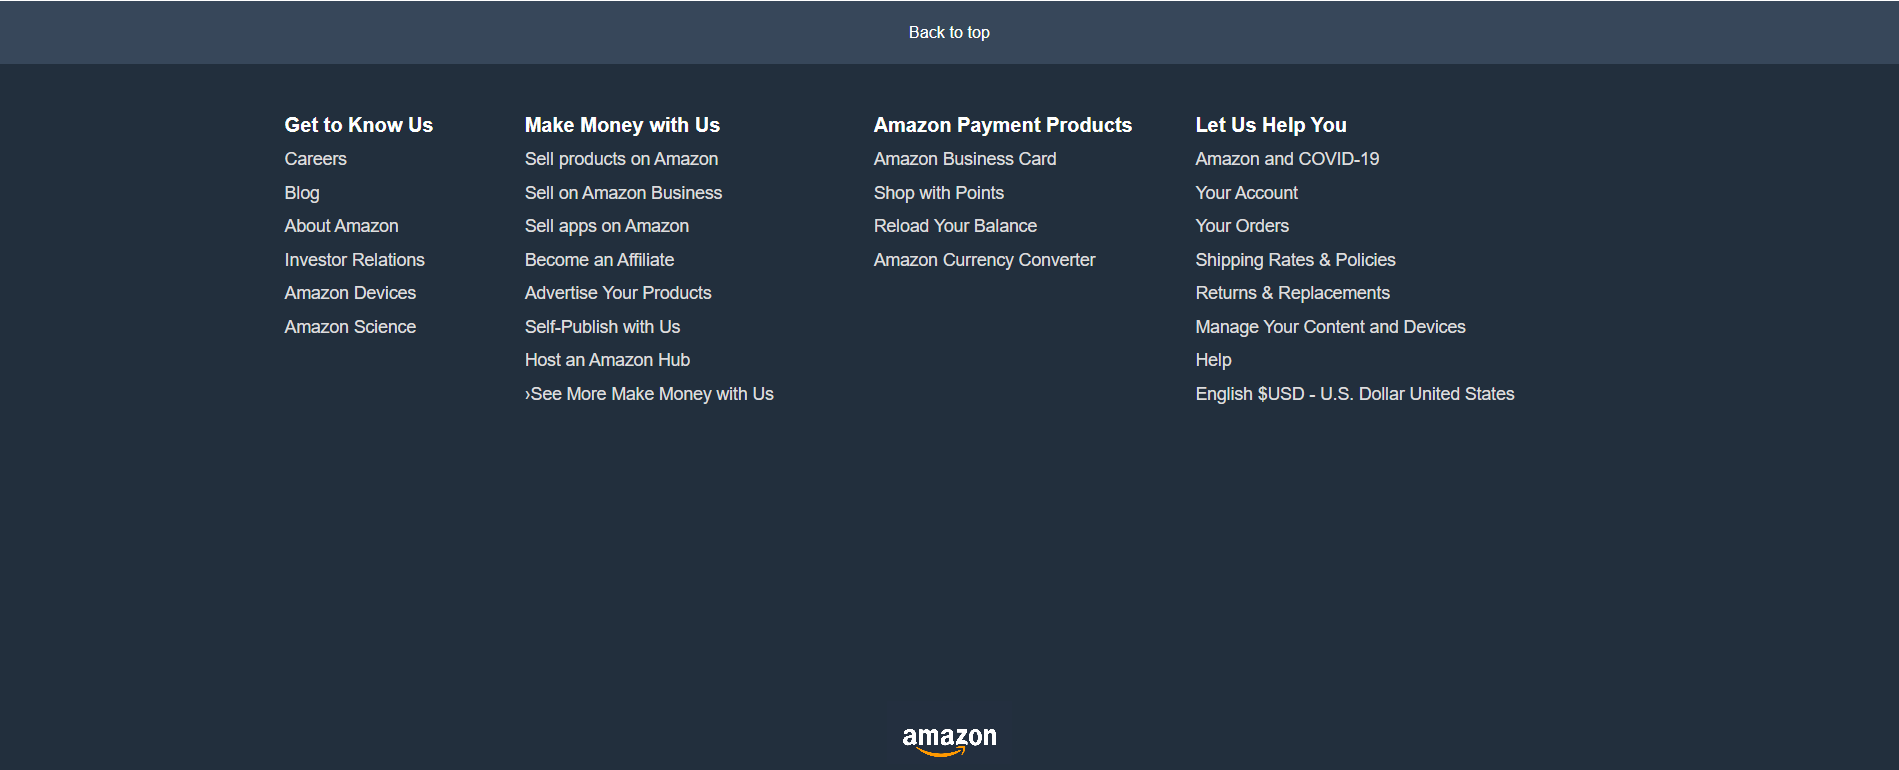 Back to top
Get to Know Us
Careers
Blog
About Amazon
Investor Relations
Amazon Devices
Amazon Science
Make Money with Us
Sell products on Amazon
Sell on Amazon Business
Sell apps on Amazon
Become an Affiliate
Advertise Your Products
Self-Publish with Us
Host an Amazon Hub
›See More Make Money with Us
Amazon Payment Products
Amazon Business Card
Shop with Points
Reload Your Balance
Amazon Currency Converter
Let Us Help You
Amazon and COVID-19
Your Account
Your Orders
Shipping Rates & Policies
Returns & Replacements
Manage Your Content and Devices
Help
English $USD - U.S. Dollar United States
amazon